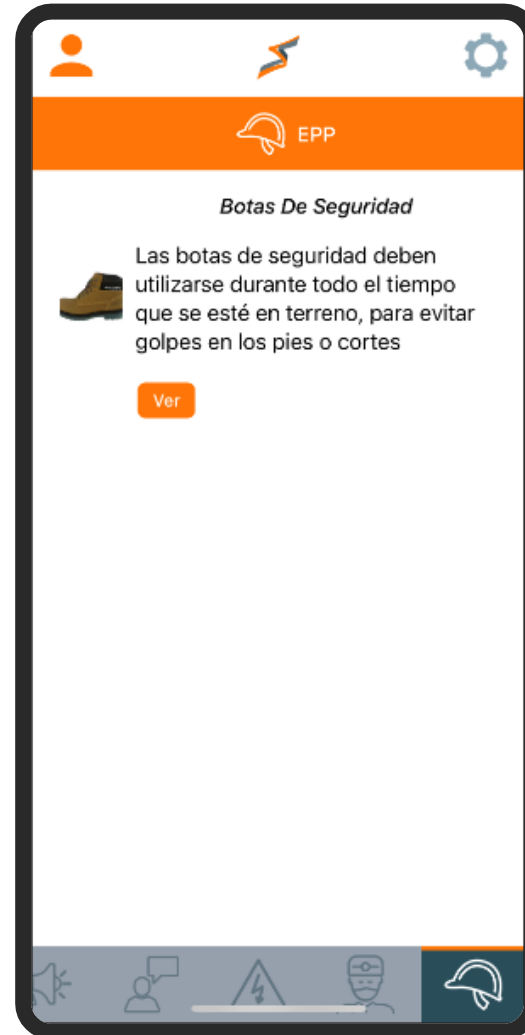 EPP
Botas De Seguridad
Las botas de seguridad deben
utilizarse durante todo el tiempo
que se esté en terreno, para evitar
golpes en los pies o cortes
Ver